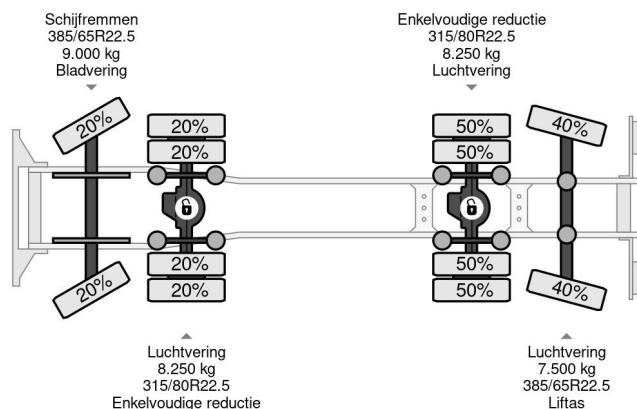 Schijfremmen
385/65R22.5
9.000 kg
Bladvering
Enkelvoudige reductie
315/80R22.5
8.250 kg
Luchtvering
20%
20%
20%
50%
50%
40%
20%
20%
20%
50%
50%
40%
Luchtvering
8.250 kg
315/80R22.5
Enkelvoudige reductie
Luchtvering
7.500 kg
385/65R22.5
Liftas